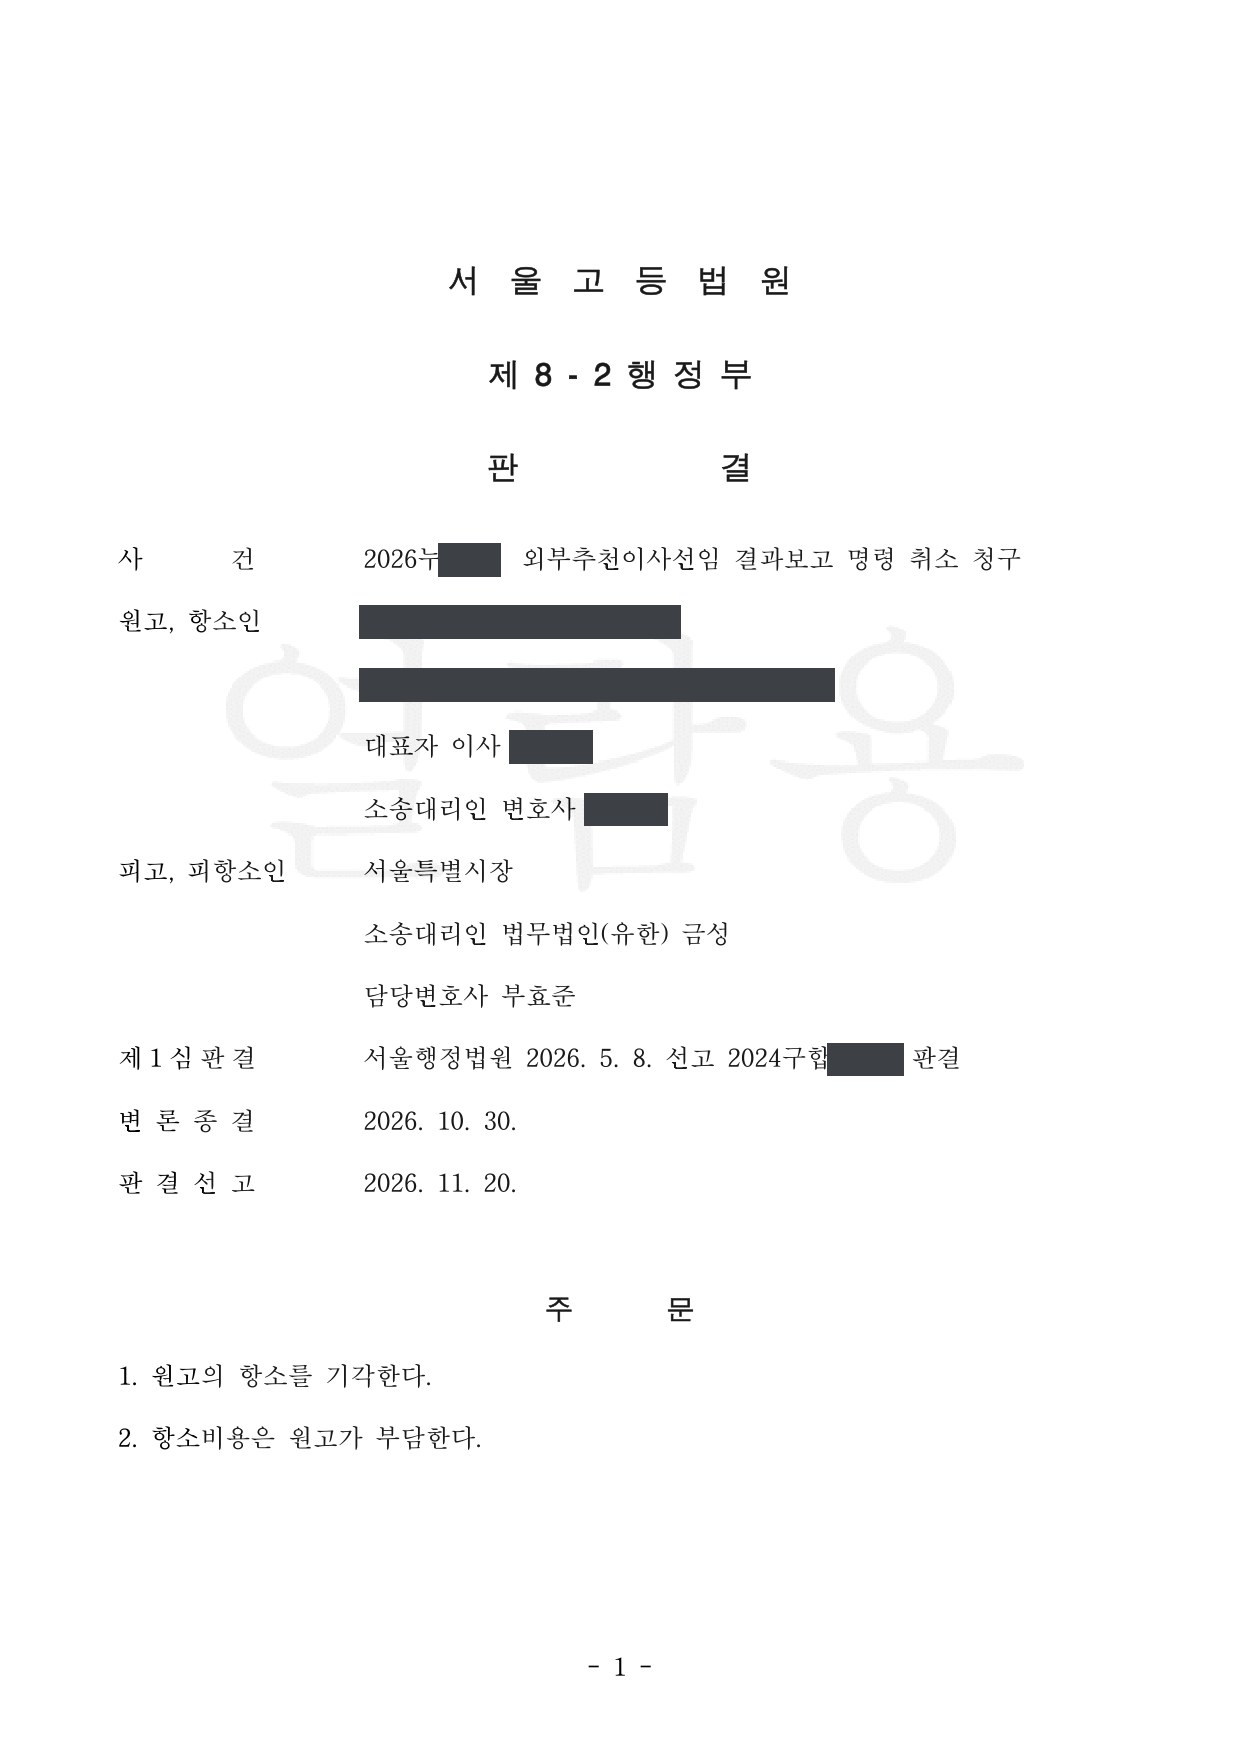 서 울 고 등 법 원
제 8 - 2 행 정 부
판 결
사 건 2026누 외부추천이사선임 결과보고 명령 취소 청구
원고, 항소인
열람용
대표자 이사
소송대리인 변호사
피고, 피항소인 서울특별시장
소송대리인 법무법인(유한) 금성
담당변호사 부효준
제 1 심 판 결 서울행정법원 2026. 5. 8. 선고 2024구합 판결
변 론 종 결 2026. 10. 30.
판 결 선 고 2026. 11. 20.
주 문
1. 원고의 항소를 기각한다.
2. 항소비용은 원고가 부담한다.
- 1 -